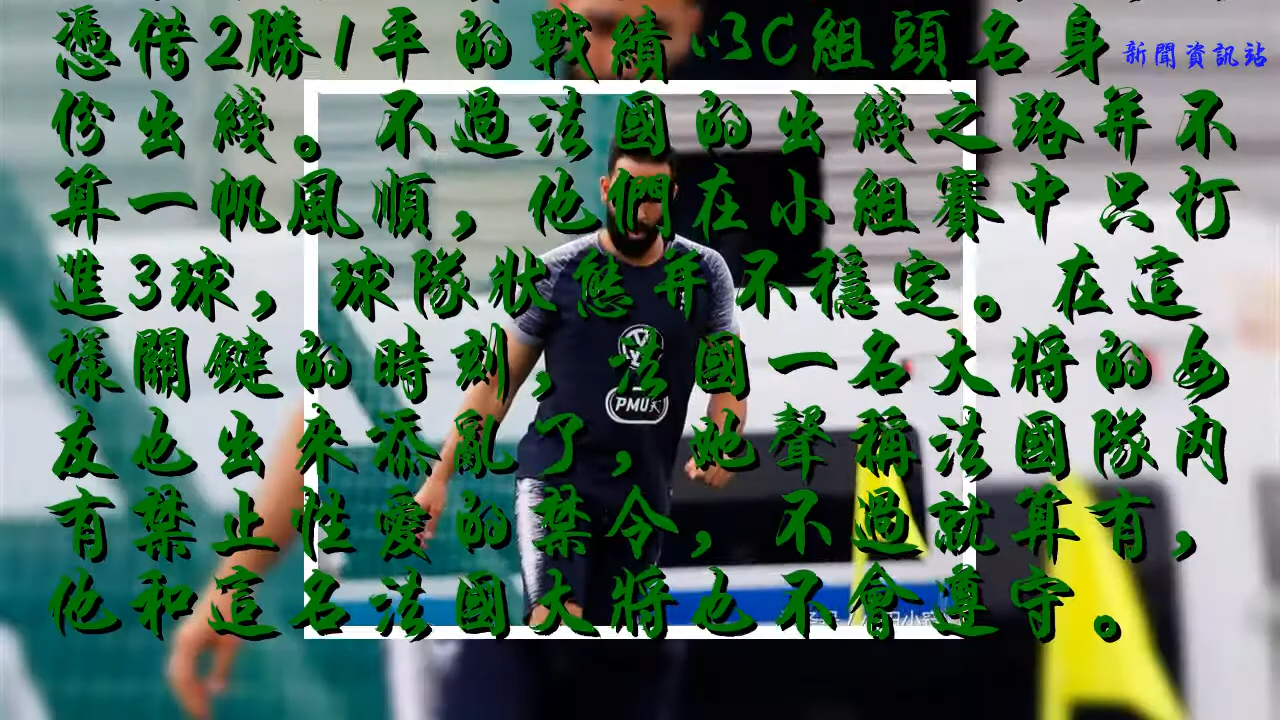 憑借2勝1平的戰績以C組頭名身
新聞資訊站
份出綫。不過法國的出綫之路并不
算一帆風順，他們在小組賽中只打
進3球，球隊狀態并不穩定。在這
樣關鍵的時刻，法國一名大將的女
友也出來添亂了，她聲稱法國隊內
有禁止性愛的禁令，不過就算有，
他和這名法國大將也不會遵守。
PMU